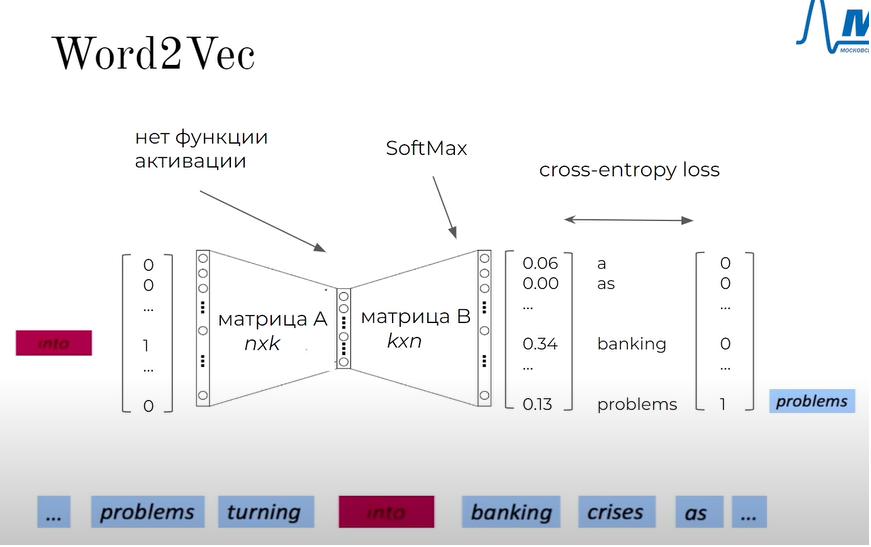 Word2Vec
нет функции
активации
SoftMax
cross-entropy loss
into
0
0
...
1
...
0
матрица A
nxk
матрица B
kxn
0.06 a 0
0.00 as 0
... ...
0.34 banking 0
... ...
0.13 problems 1
problems
... problems turning into banking crises as ...